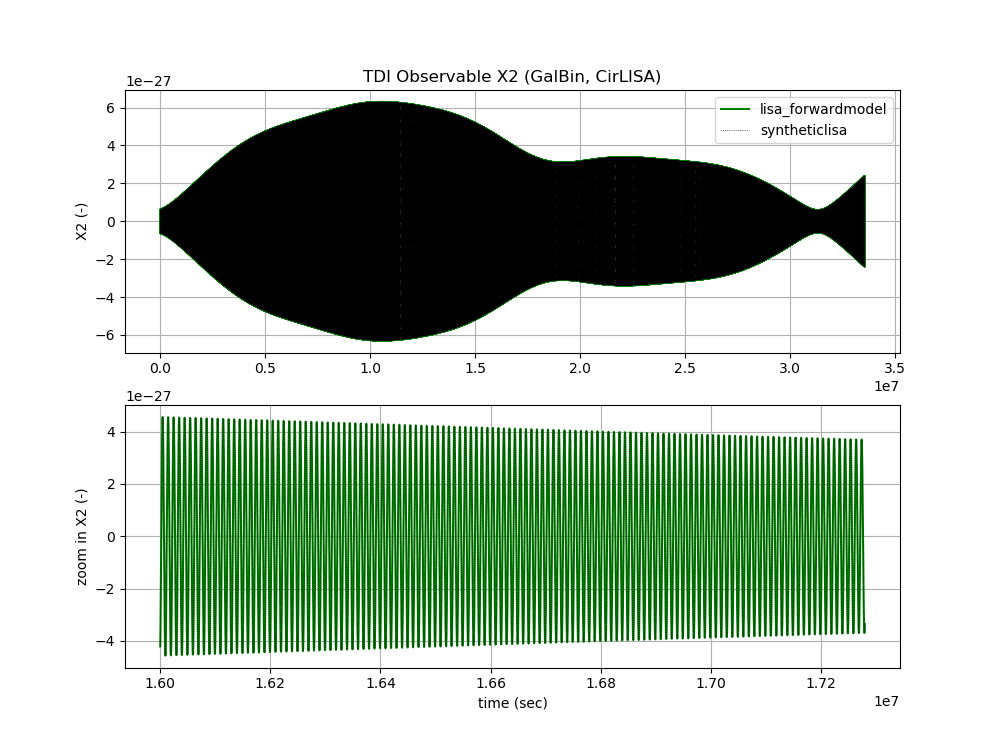 TDI Observable X2 (GalBin, CirLISA)
1e−27
lisa_forwardmodel
syntheticlisa
6
4
2
0
−2
−4
−6
X2 (-)
0.0 0.5 1.0 1.5 2.0 2.5 3.0 3.5
1e7
1e−27
4
2
0
−2
−4
zoom in X2 (-)
1.60 1.62 1.64 1.66 1.68 1.70 1.72
time (sec)
1e7